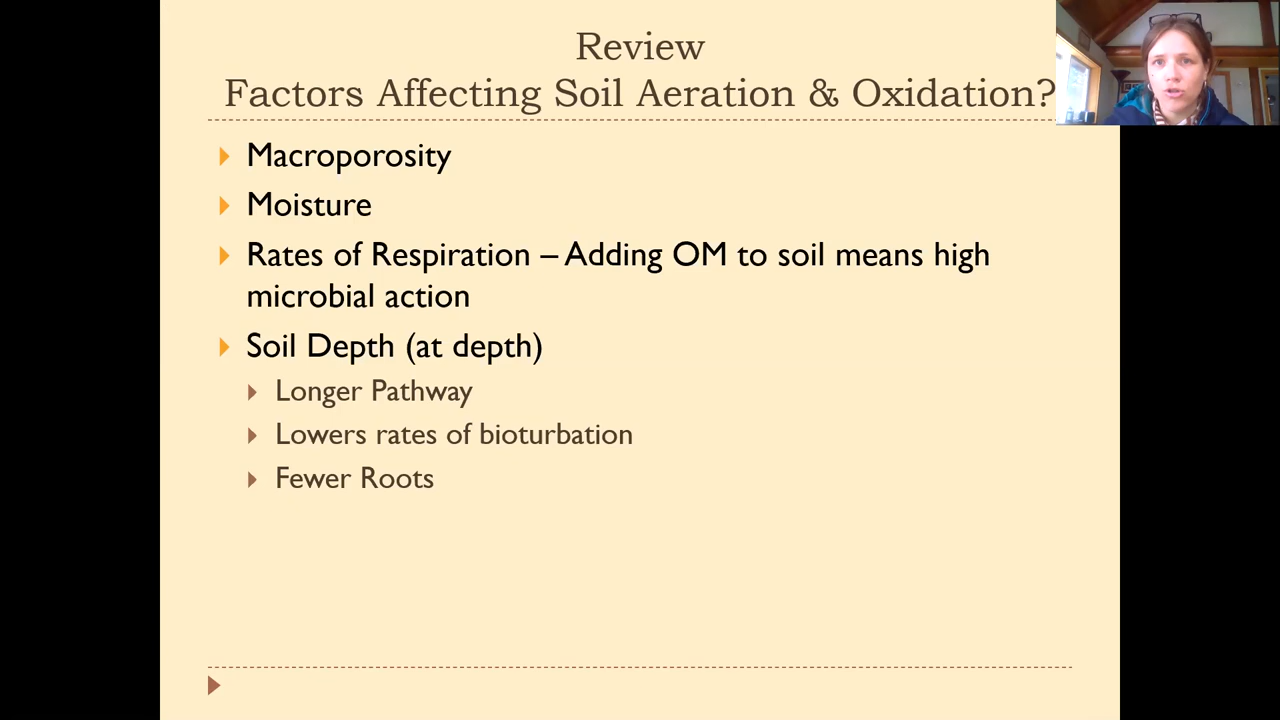 Review
Factors Affecting Soil Aeration & Oxidation?
Macroporosity
Moisture
Rates of Respiration – Adding OM to soil means high
microbial action
Soil Depth (at depth)
Longer Pathway
Lowers rates of bioturbation
Fewer Roots